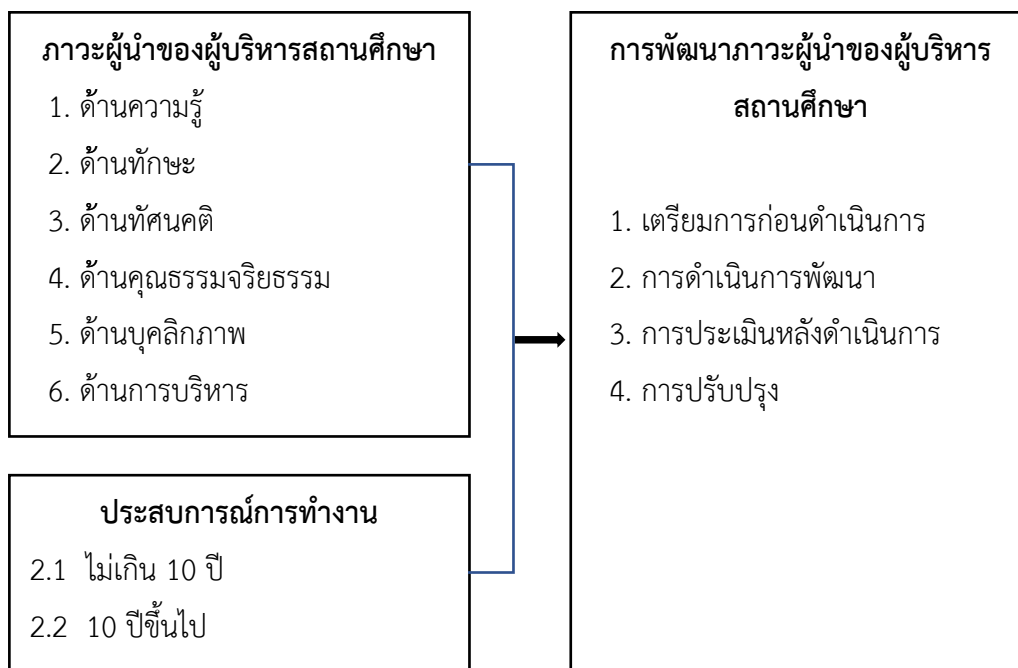 ภาวะผู้นำของผู้บริหารสถานศึกษา
1. ด้านความรู้
2. ด้านทักษะ
3. ด้านทัศนคติ
4. ด้านคุณธรรมจริยธรรม
5. ด้านบุคลิกภาพ
6. ด้านการบริหาร
ประสบการณ์การทำงาน
2.1 ไม่เกิน 10 ปี
2.2 10 ปีขึ้นไป
การพัฒนาภาวะผู้นำของผู้บริหาร
สถานศึกษา
1. เตรียมการก่อนดำเนินการ
2. การดำเนินการพัฒนา
3. การประเมินหลังดำเนินการ
4. การปรับปรุง